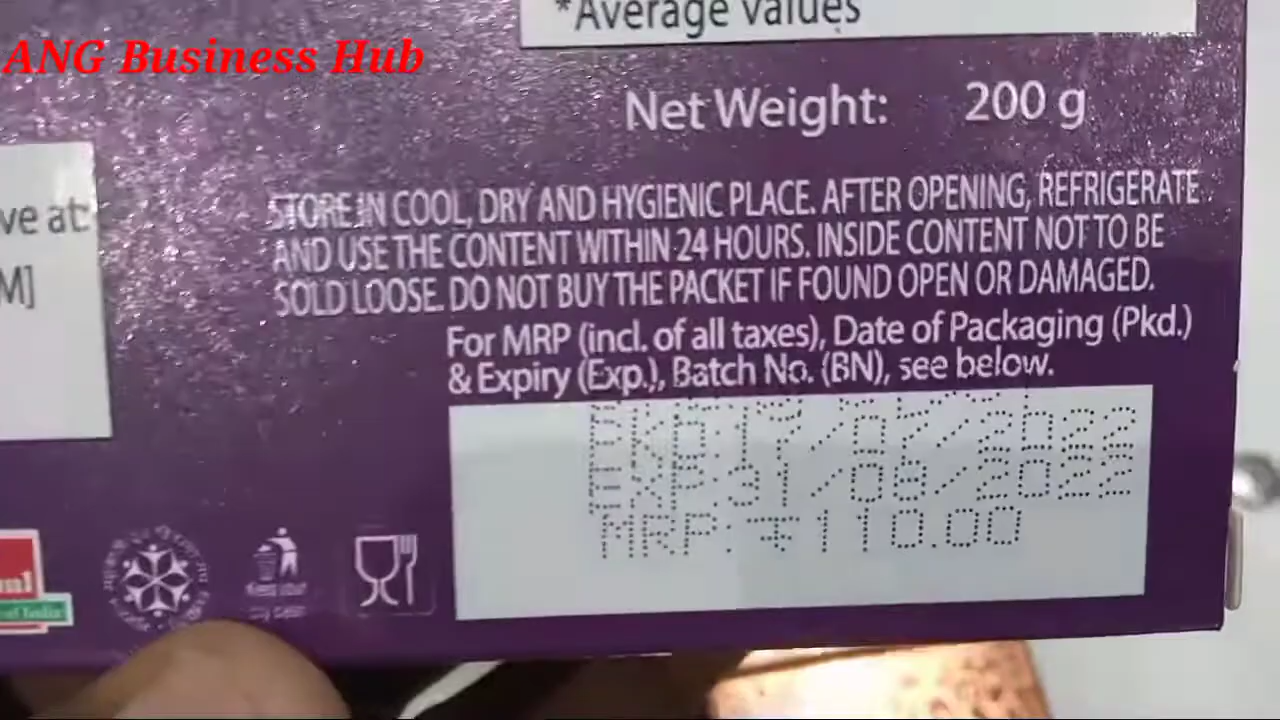 *Average values
ANG Business Hub
Net Weight: 200 g
ve at:
M]
STORE IN COOL, DRY AND HYGIENIC PLACE. AFTER OPENING, REFRIGERATE
AND USE THE CONTENT WITHIN 24 HOURS. INSIDE CONTENT NOT TO BE
SOLD LOOSE. DO NOT BUY THE PACKET IF FOUND OPEN OR DAMAGED.
For MRP (incl. of all taxes), Date of Packaging (Pkd.)
& Expiry (Exp.), Batch No. (BN), see below.
EXP:31/08/2022
MRP:₹110.00